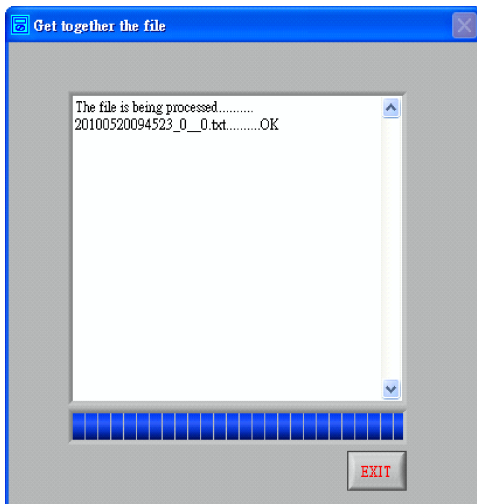 Get together the file
The file is being processed..........
20100520094523_0__0.txt.........OK
EXIT